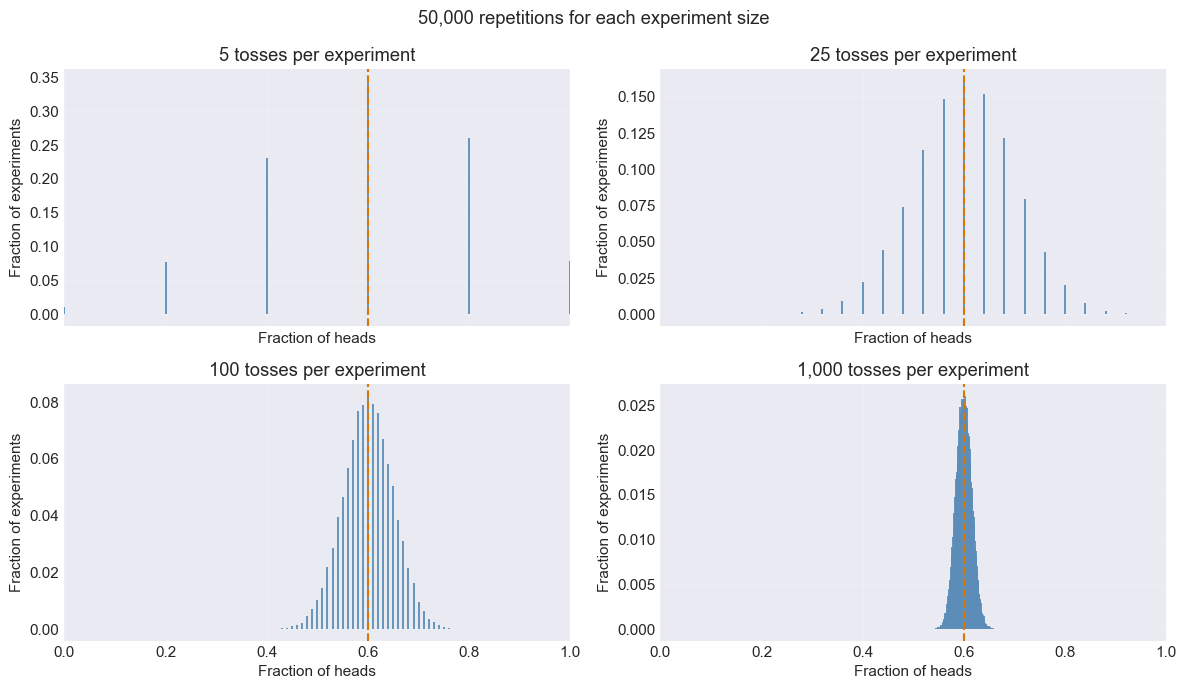 50,000 repetitions for each experiment size
5 tosses per experiment
0.35
0.30
0.25
0.20
0.15
0.10
0.05
0.00
Fraction of experiments
Fraction of heads
25 tosses per experiment
0.150
0.125
0.100
0.075
0.050
0.025
0.000
Fraction of experiments
Fraction of heads
100 tosses per experiment
0.08
0.06
0.04
0.02
0.00
Fraction of experiments
0.0 0.2 0.4 0.6 0.8 1.0
Fraction of heads
1,000 tosses per experiment
0.025
0.020
0.015
0.010
0.005
0.000
Fraction of experiments
0.0 0.2 0.4 0.6 0.8 1.0
Fraction of heads